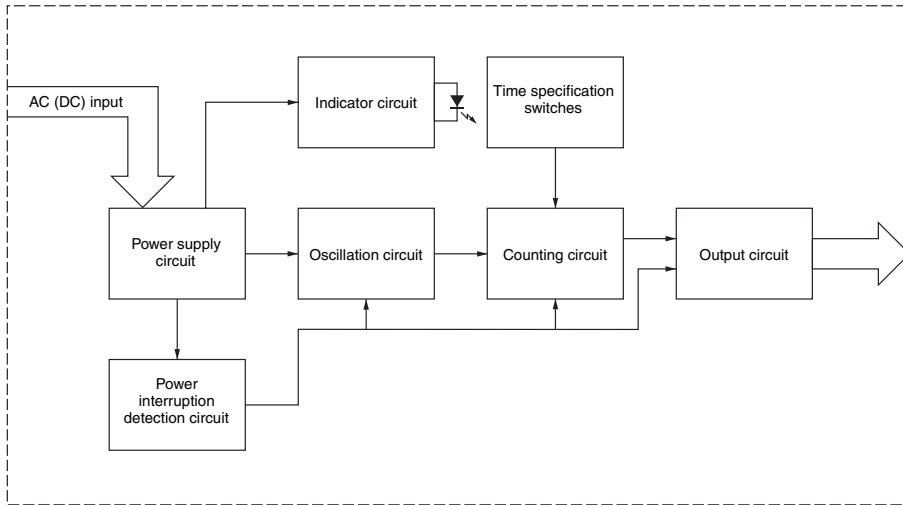 AC (DC) input
Indicator circuit
Time specification
switches
Power supply
circuit
Oscillation circuit
Counting circuit
Output circuit
Power
interruption
detection circuit